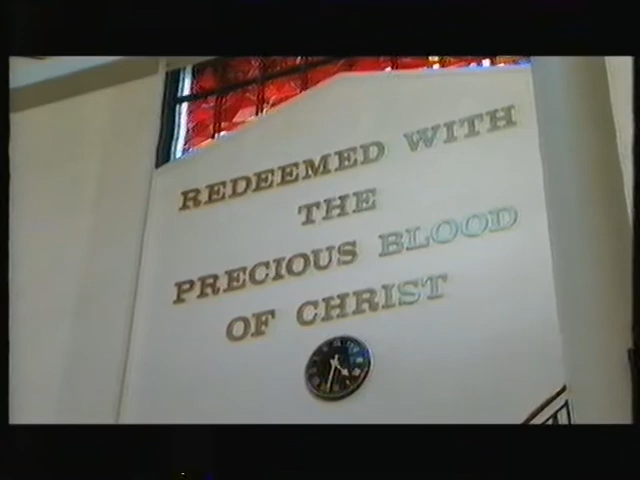 REDEEMED WITH
THE
PRECIOUS BLOOD
OF CHRIST